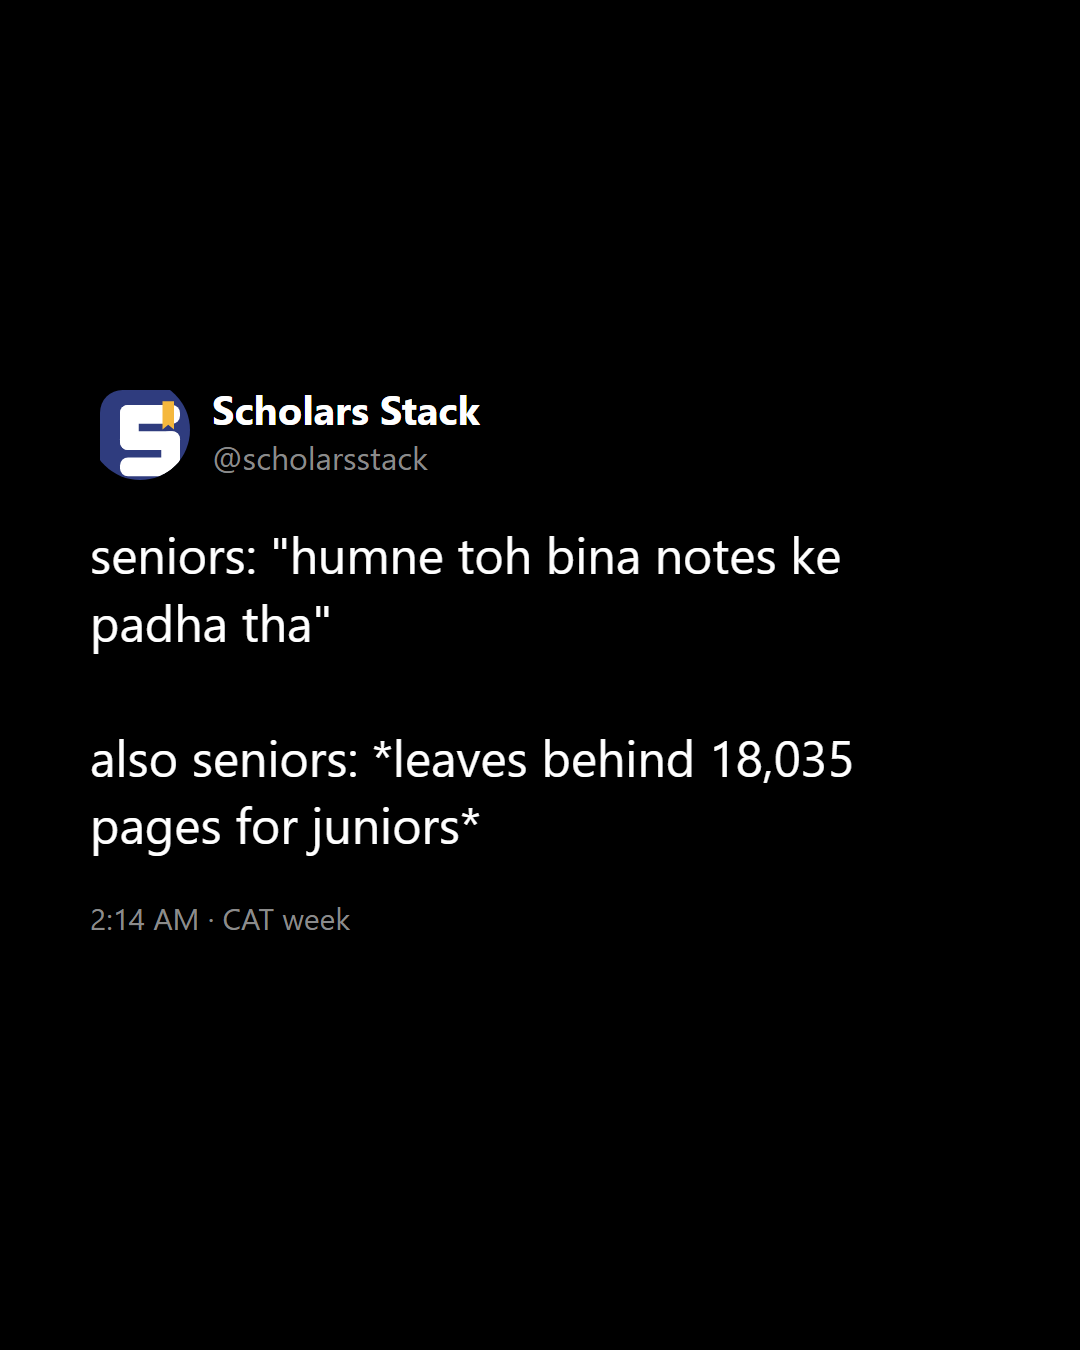 Scholars Stack
@scholarsstack
seniors: "humne toh bina notes ke
padha tha"
also seniors: *leaves behind 18,035
pages for juniors*
2:14 AM · CAT week